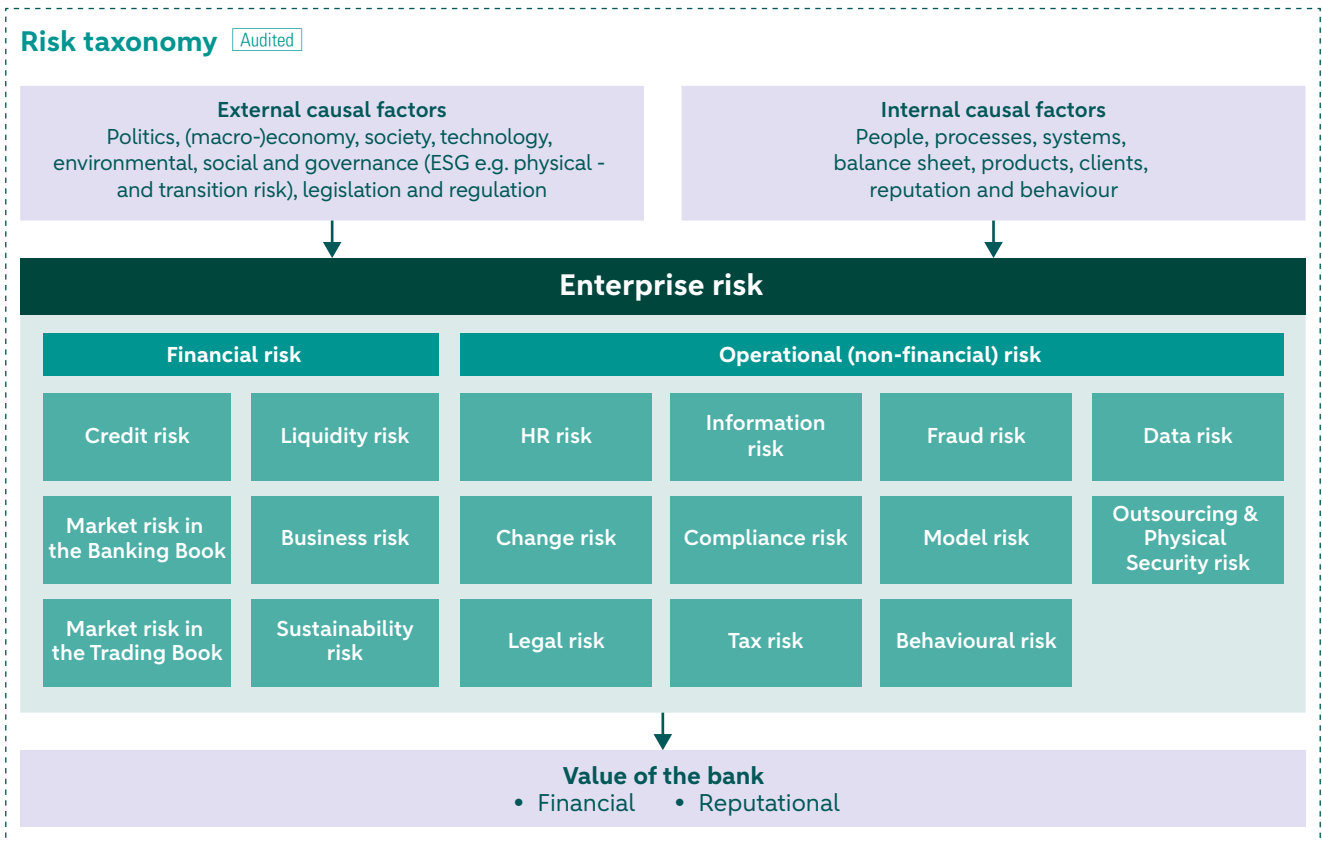 Risk taxonomy Audited
External causal factors
Politics, (macro-)economy, society, technology,
environmental, social and governance (ESG e.g. physical -
and transition risk), legislation and regulation
Internal causal factors
People, processes, systems,
balance sheet, products, clients,
reputation and behaviour
Enterprise risk
Financial risk
Operational (non-financial) risk
Credit risk
Liquidity risk
HR risk
Information
risk
Fraud risk
Data risk
Market risk in
the Banking Book
Business risk
Change risk
Compliance risk
Model risk
Outsourcing &
Physical
Security risk
Market risk in
the Trading Book
Sustainability
risk
Legal risk
Tax risk
Behavioural risk
Value of the bank
• Financial • Reputational